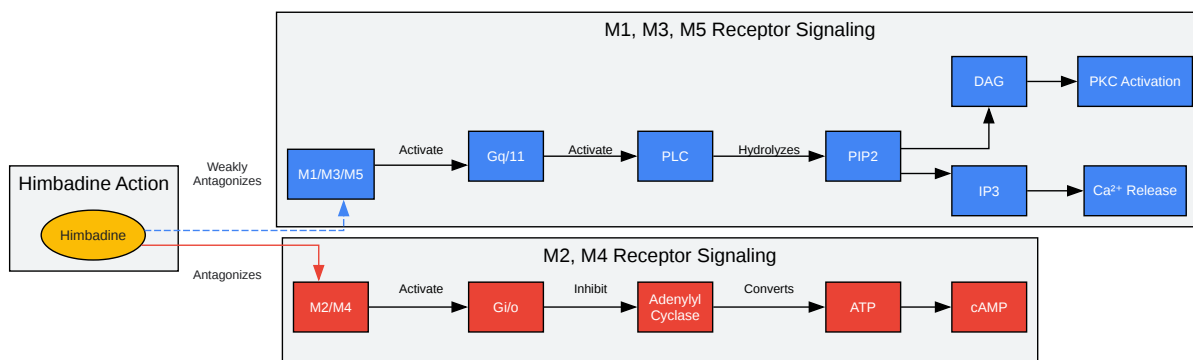 M1, M3, M5 Receptor Signaling
DAG
PKC Activation
M1/M3/M5
Activate
Gq/11
Activate
PLC
Hydrolyzes
PIP2
IP3
Ca²⁺ Release
Weakly
Antagonizes
Himbadine Action
Himbadine
Antagonizes
M2, M4 Receptor Signaling
M2/M4
Activate
Gi/o
Inhibit
Adenylyl
Cyclase
Converts
ATP
cAMP